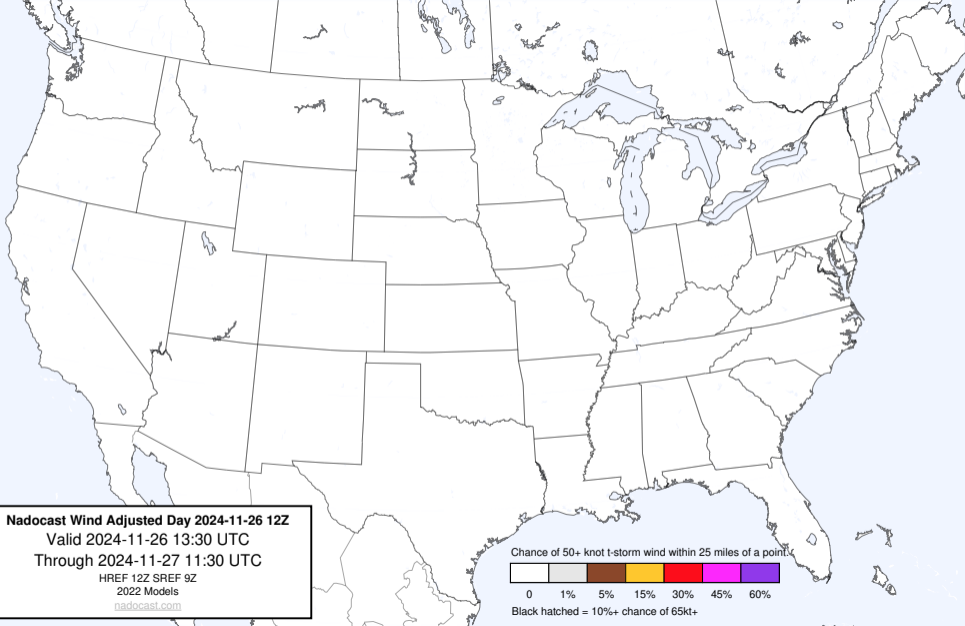 Nadocast Wind Adjusted Day 2024-11-26 12Z
Valid 2024-11-26 13:30 UTC
Through 2024-11-27 11:30 UTC
HREF 12Z SREF 9Z
2022 Models
nadocast.com
Chance of 50+ knot t-storm wind within 25 miles of a point.
0 1% 5% 15% 30% 45% 60%
Black hatched = 10%+ chance of 65kt+